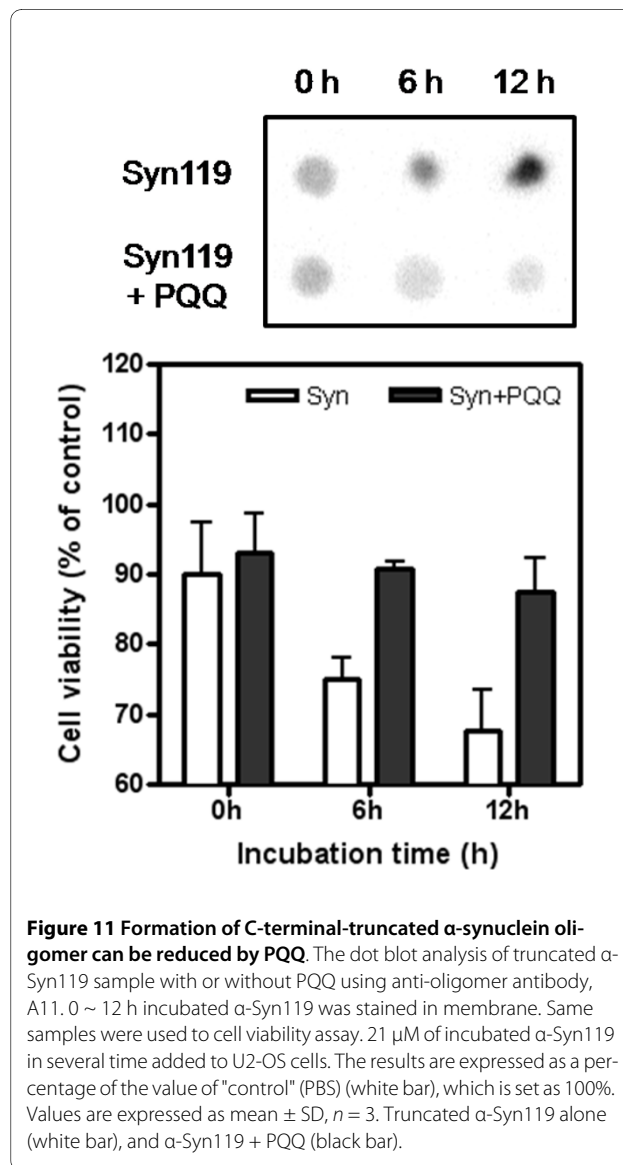 0 h 6 h 12 h
Syn119
Syn119
+ PQQ
120
110
100
90
80
70
60
Cell viability (% of control)
Syn Syn+PQQ
0h 6h 12h
Incubation time (h)
Figure 11 Formation of C-terminal-truncated α-synuclein oli-
gomer can be reduced by PQQ. The dot blot analysis of truncated α-
Syn119 sample with or without PQQ using anti-oligomer antibody,
A11. 0 ~ 12 h incubated α-Syn119 was stained in membrane. Same
samples were used to cell viability assay. 21 μM of incubated α-Syn119
in several time added to U2-OS cells. The results are expressed as a per-
centage of the value of "control" (PBS) (white bar), which is set as 100%.
Values are expressed as mean ± SD, n = 3. Truncated α-Syn119 alone
(white bar), and α-Syn119 + PQQ (black bar).